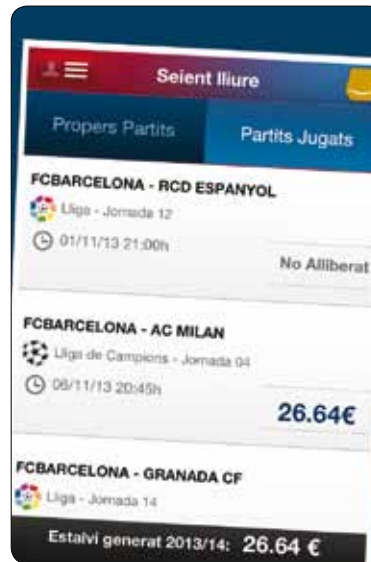 Seient lliure
Propers Partits
Partits Jugats
FCBARCELONA - RCD ESPANYOL
Lliga - Jornada 12
01/11/13 21:00h
No Alliberat
FCBARCELONA - AC MILAN
Lliga de Campions - Jornada 04
06/11/13 20:45h
26.64€
FCBARCELONA - GRANADA CF
Lliga - Jornada 14
Estalvi generat 2013/14: 26.64 €